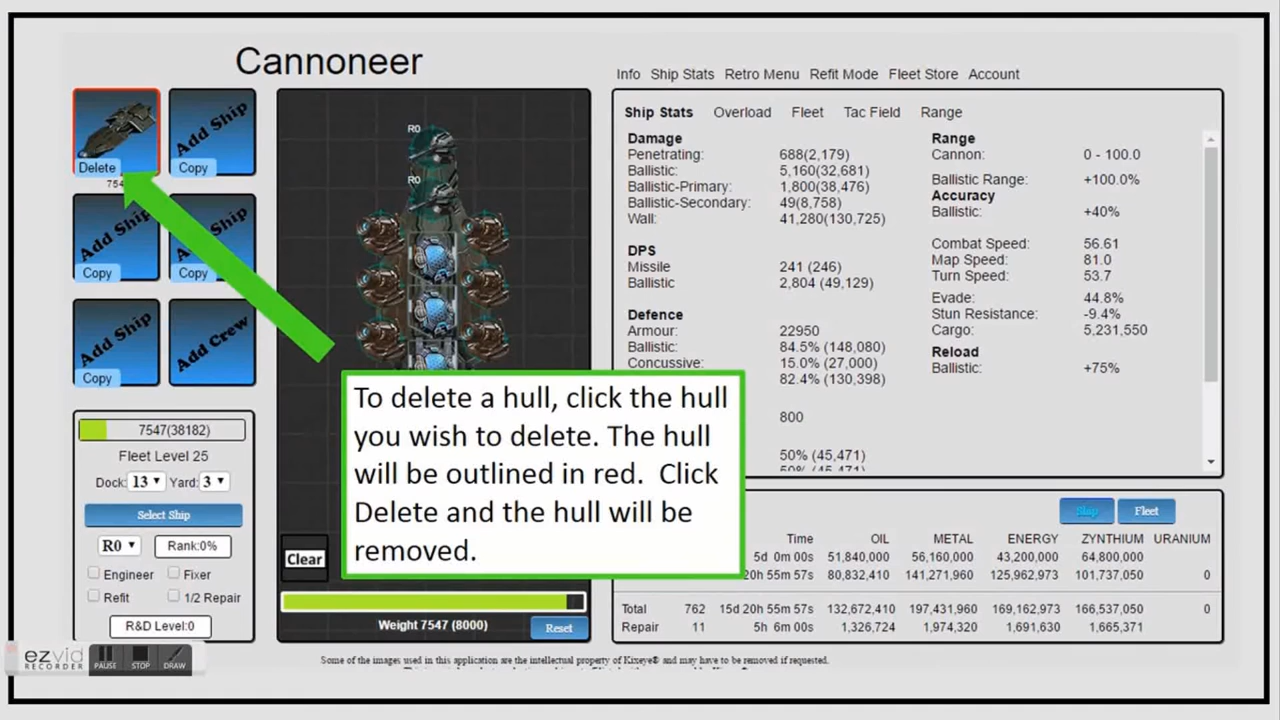 Cannoneer
Info Ship Stats Retro Menu Refit Mode Fleet Store Account
Add Ship
Delete
Copy
754
Add Ship
Add Ship
Copy
Copy
Add Ship
Add Crew
Copy
7547(38182)
Fleet Level 25
Dock: 13 Yard: 3
Select Ship
R0 Rank:0%
Engineer Fixer
Refit 1/2 Repair
R&D Level:0
R0
R0
Clear
Weight 7547 (8000)
Reset
Ship Stats Overload Fleet Tac Field Range
Damage
Penetrating: 688(2,179)
Ballistic: 5,160(32,681)
Ballistic-Primary: 1,800(38,476)
Ballistic-Secondary: 49(8,758)
Wall: 41,280(130,725)
DPS
Missile 241 (246)
Ballistic 2,804 (49,129)
Defence
Armour: 22950
Ballistic: 84.5% (148,080)
Concussive: 15.0% (27,000)
82.4% (130,398)
800
50% (45,471)
50% (45,471)
Range
Cannon: 0 - 100.0
Ballistic Range: +100.0%
Accuracy
Ballistic: +40%
Combat Speed: 56.61
Map Speed: 81.0
Turn Speed: 53.7
Evade: 44.8%
Stun Resistance: -9.4%
Cargo: 5,231,550
Reload
Ballistic: +75%
To delete a hull, click the hull
you wish to delete. The hull
will be outlined in red. Click
Delete and the hull will be
removed.
Ship Fleet
Time OIL METAL ENERGY ZYNTHIUM URANIUM
5d 0m 00s 51,840,000 56,160,000 43,200,000 64,800,000
20h 55m 57s 80,832,410 141,271,960 125,962,973 101,737,050 0
Total 762 15d 20h 55m 57s 132,672,410 197,431,960 169,162,973 166,537,050 0
Repair 11 5h 6m 00s 1,326,724 1,974,320 1,691,630 1,665,371
Some of the images used in this application are the intellectual property of Kixeye® and may have to be removed if requested.
ezvid
RECORDER
PAUSE STOP DRAW